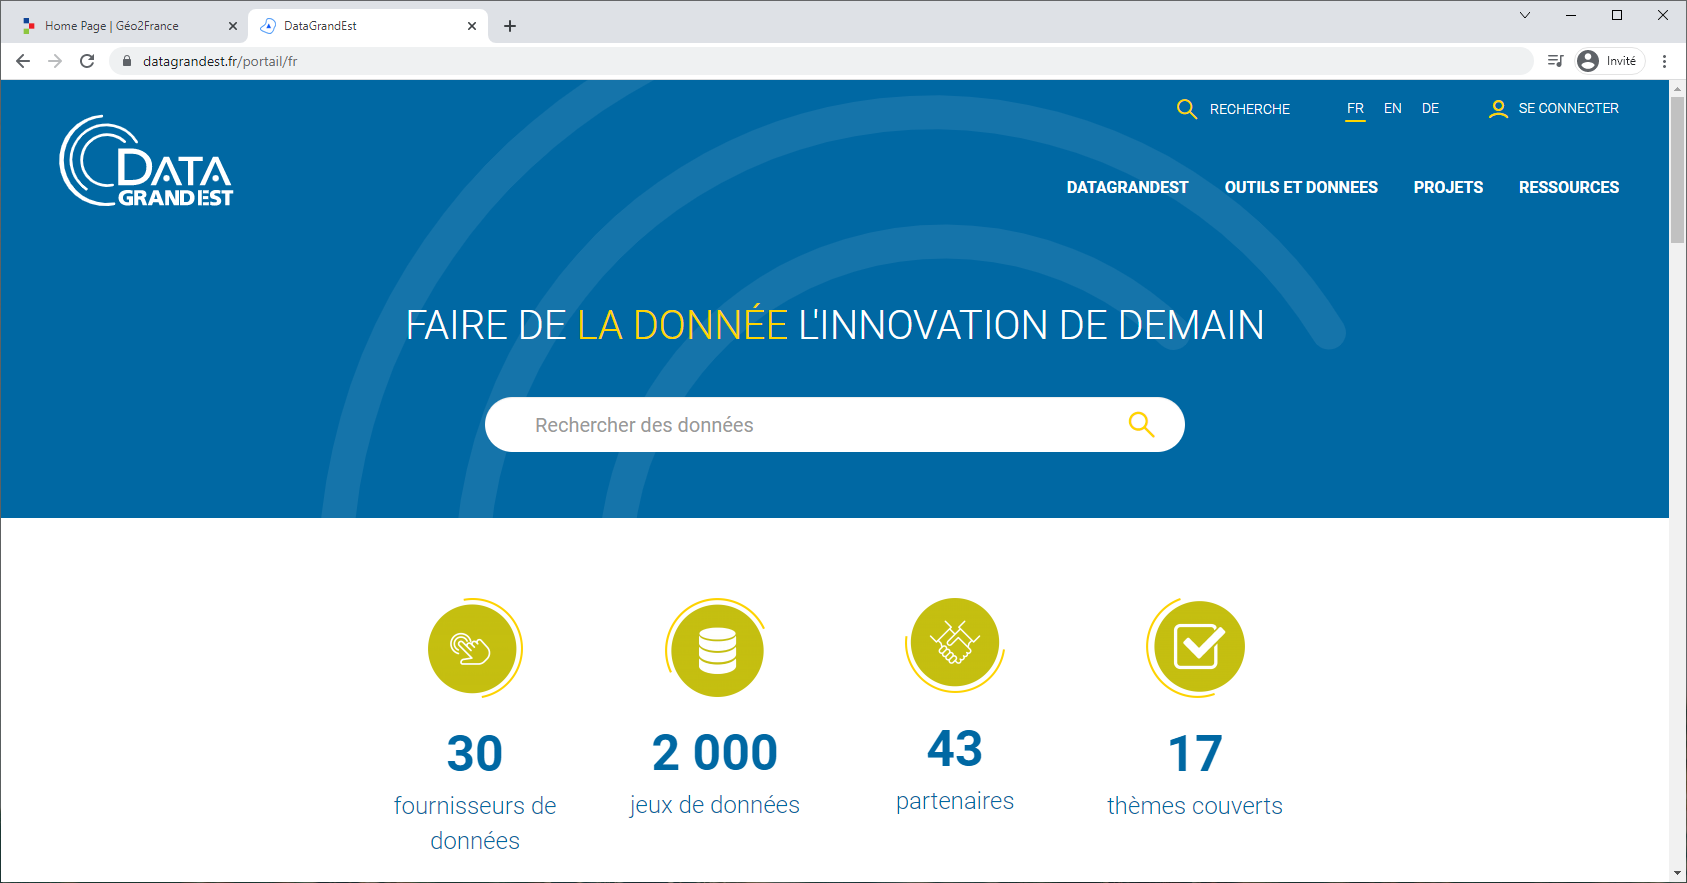 Home Page | Géo2France
DataGrandEst
datagrandest.fr/portail/fr
Invité
RECHERCHE
FR
EN
DE
SE CONNECTER
DATA
GRANDEST
DATAGRANDEST
OUTILS ET DONNEES
PROJETS
RESSOURCES
FAIRE DE LA DONNÉE L'INNOVATION DE DEMAIN
Rechercher des données
30
fournisseurs de
données
2 000
jeux de données
43
partenaires
17
thèmes couverts